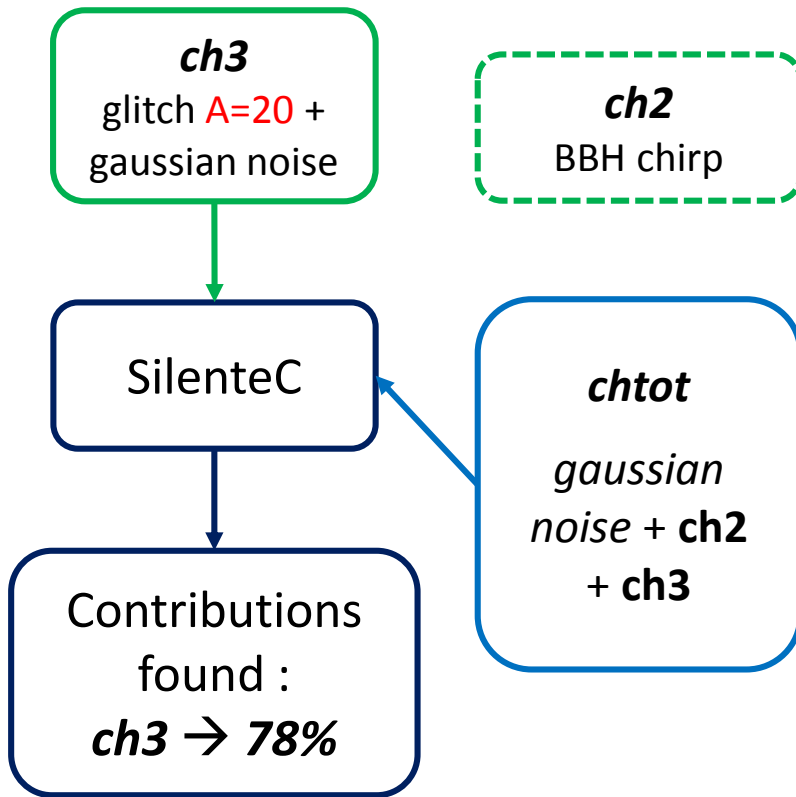 ch3
glitch A=20 +
gaussian noise
ch2
BBH chirp
SilenteC
chtot
gaussian
noise + ch2
+ ch3
Contributions
found :
ch3 → 78%